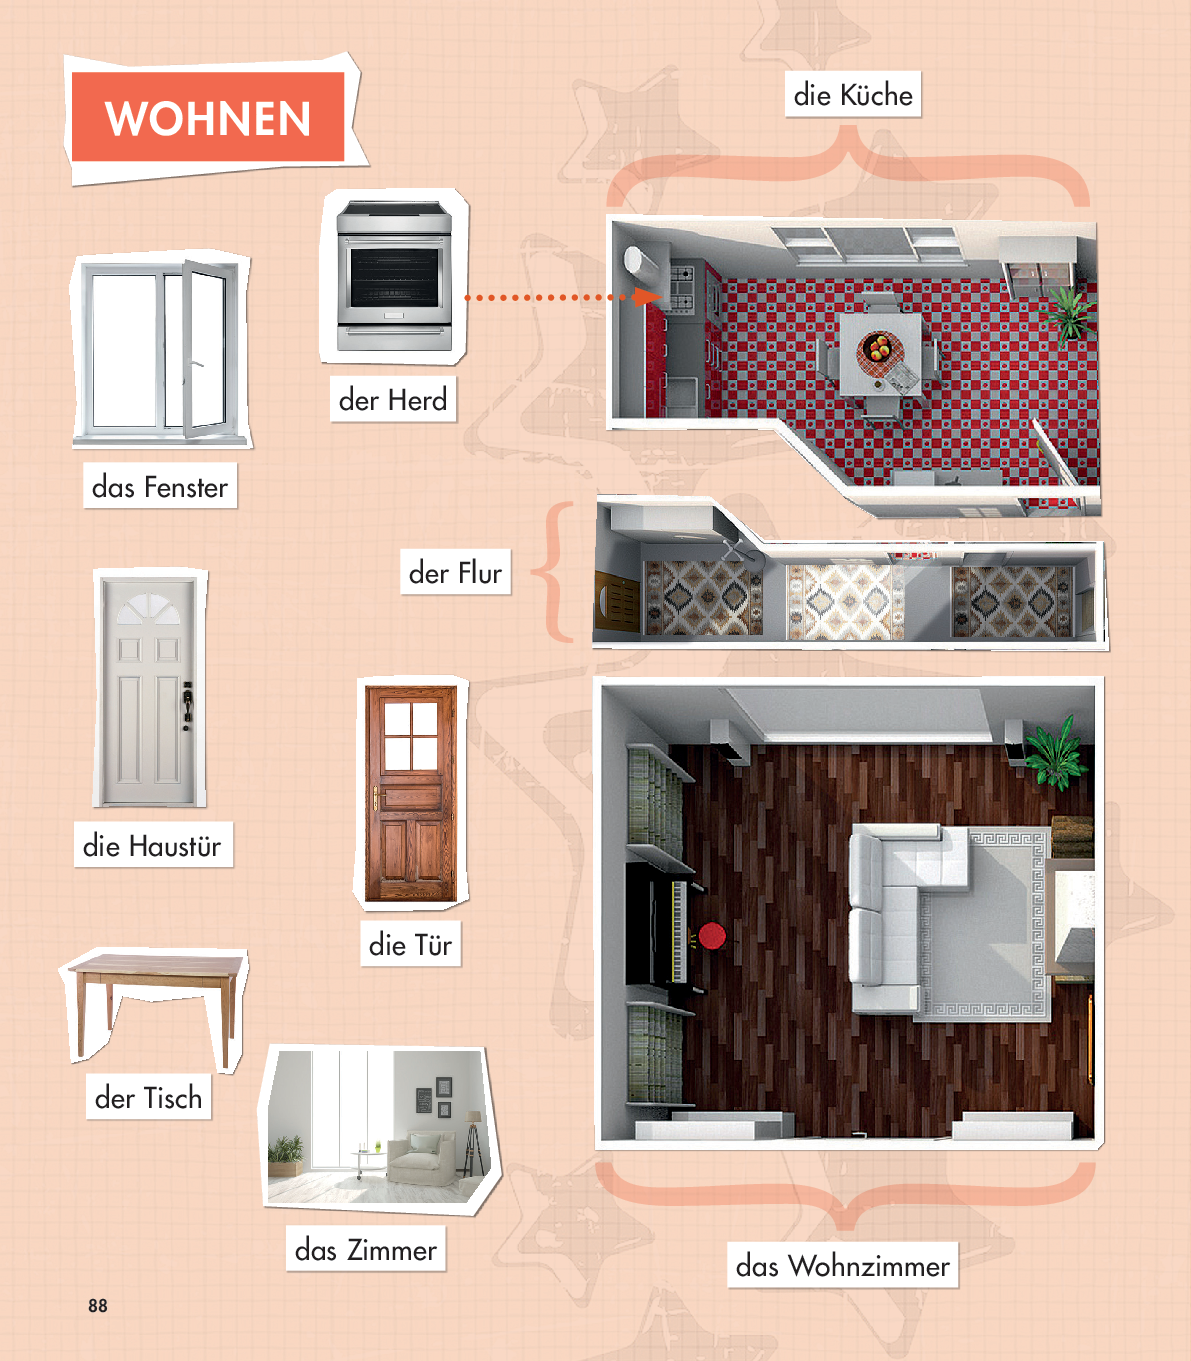 WOHNEN
die Küche
der Herd
das Fenster
der Flur
die Haustür
die Tür
der Tisch
das Zimmer
das Wohnzimmer
88